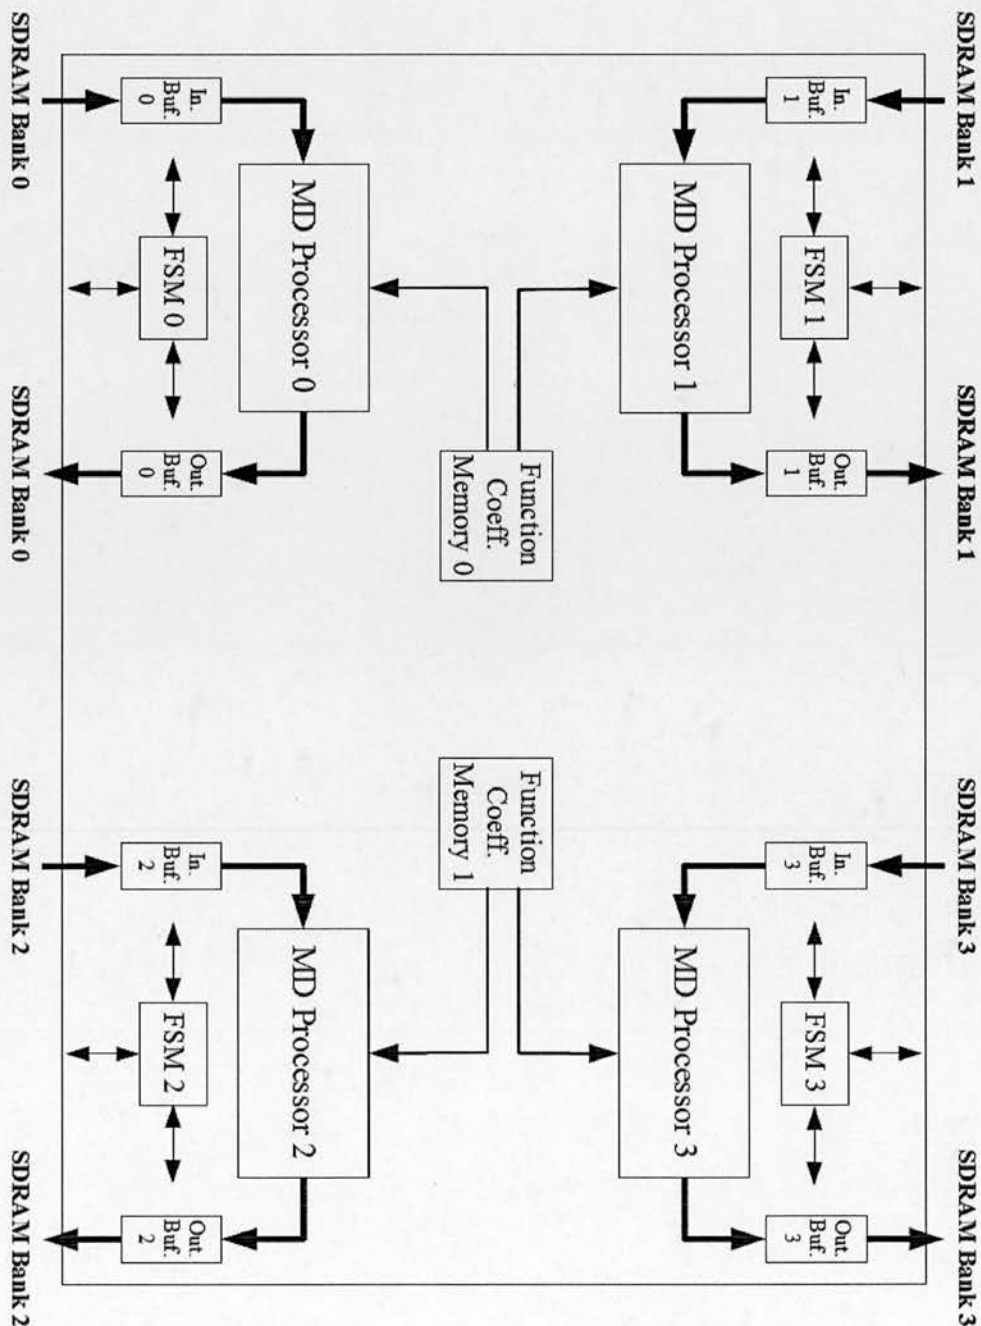 SDRAM Bank 1
SDRAM Bank 1
SDRAM Bank 3
SDRAM Bank 3
In.
Buf.
1
FSM 1
Out.
Buf.
1
In.
Buf.
3
FSM 3
Out.
Buf.
3
MD Processor 1
MD Processor 3
Function
Coeff.
Memory 0
Function
Coeff.
Memory 1
MD Processor 0
MD Processor 2
In.
Buf.
0
FSM 0
Out.
Buf.
0
In.
Buf.
2
FSM 2
Out.
Buf.
2
SDRAM Bank 0
SDRAM Bank 0
SDRAM Bank 2
SDRAM Bank 2